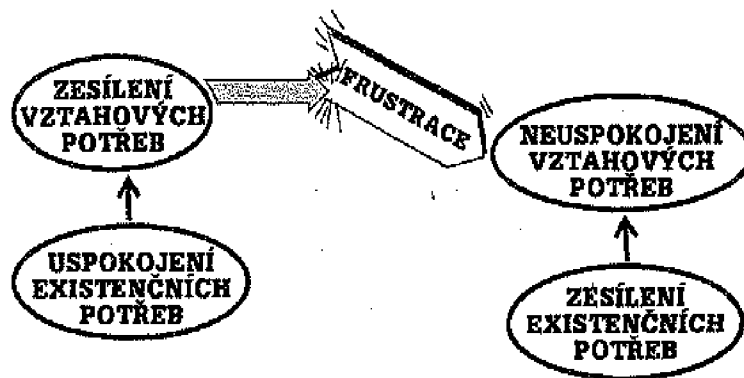 ZESÍLENÍ
VZTAHOVÝCH
POTŘEB
FRUSTRACE
NEUSPOKOJENÍ
VZTAHOVÝCH
POTŘEB
USPOKOJENÍ
EXISTENČNÍCH
POTŘEB
ZESÍLENÍ
EXISTENČNÍCH
POTŘEB